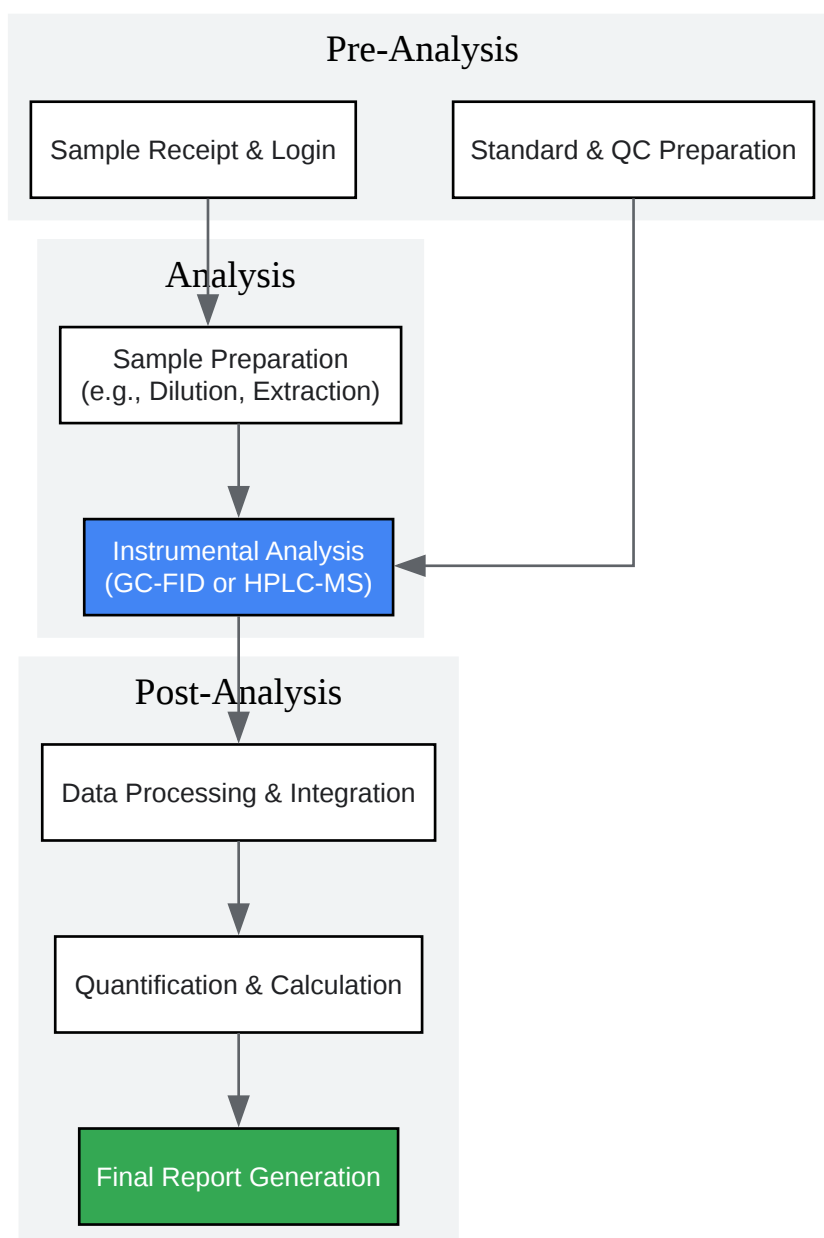 Pre-Analysis
Sample Receipt & Login
Standard & QC Preparation
Analysis
Sample Preparation
(e.g., Dilution, Extraction)
Instrumental Analysis
(GC-FID or HPLC-MS)
Post-Analysis
Data Processing & Integration
Quantification & Calculation
Final Report Generation